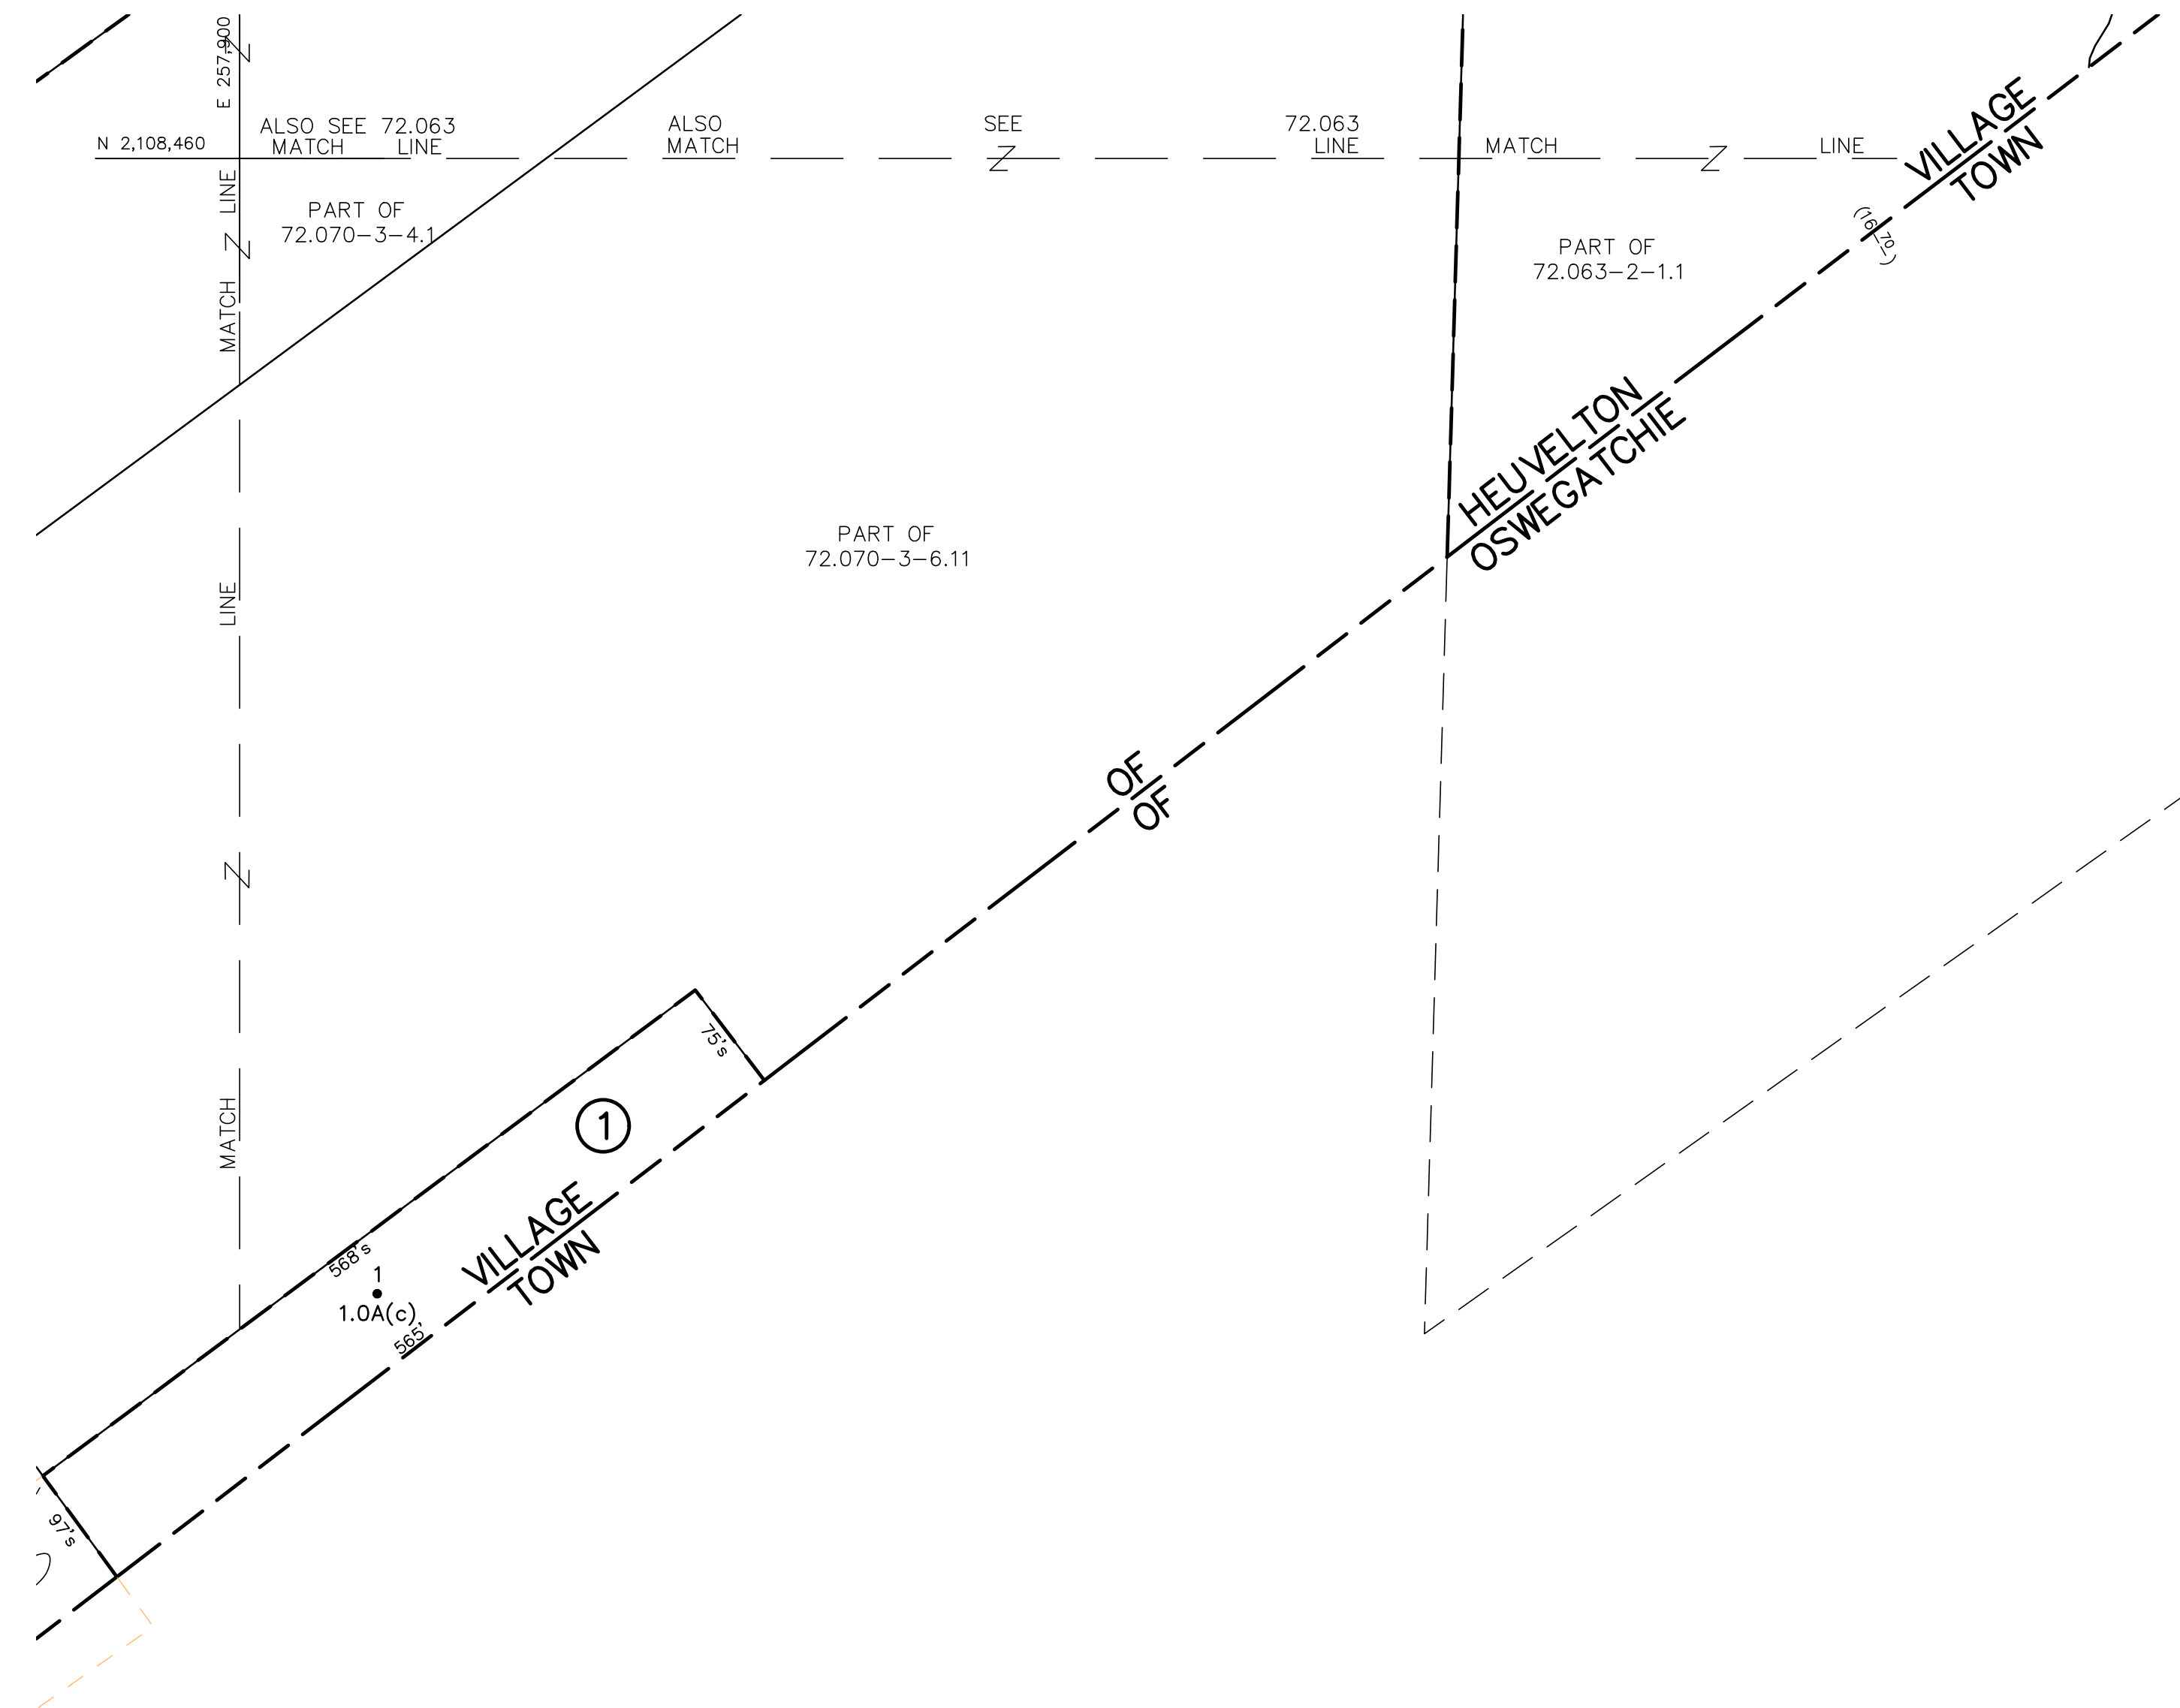 E 257,900
N 2,108,460
ALSO SEE 72.063
MATCH LINE
ALSO SEE 72.063
MATCH LINE
MATCH LINE
MATCH LINE
PART OF
72.070-3-4.1
PART OF
72.063-2-1.1
VILLAGE
TOWN
HEUVELTON
OSWEGATCHIE
PART OF
72.070-3-6.11
MATCH LINE
OF
OF
75's
1
VILLAGE
TOWN
568's
1
1.0A(c)
565'
97's